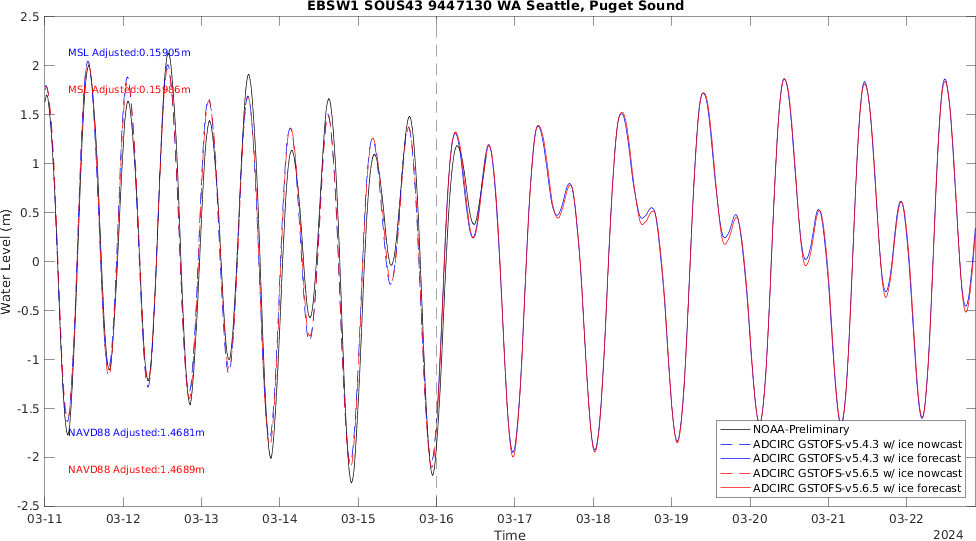 EBSW1 SOUS43 9447130 WA Seattle, Puget Sound
2.5
2
1.5
1
0.5
0
-0.5
-1
-1.5
-2
-2.5
Water Level (m)
MSL Adjusted:0.15905m
MSL Adjusted:0.15986m
NAVD88 Adjusted:1.4681m
NAVD88 Adjusted:1.4689m
NOAA-Preliminary
ADCIRC GSTOFS-v5.4.3 w/ ice nowcast
ADCIRC GSTOFS-v5.4.3 w/ ice forecast
ADCIRC GSTOFS-v5.6.5 w/ ice nowcast
ADCIRC GSTOFS-v5.6.5 w/ ice forecast
03-11 03-12 03-13 03-14 03-15 03-16 03-17 03-18 03-19 03-20 03-21 03-22
Time
2024